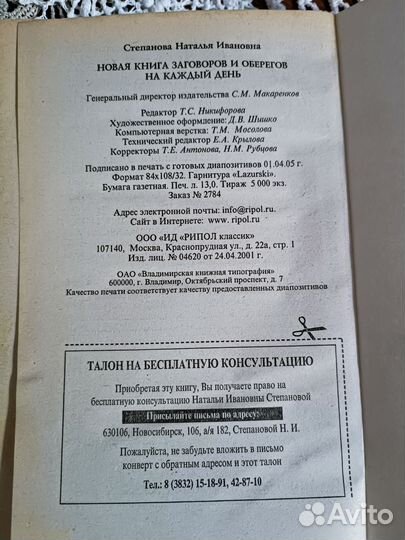 Степанова Наталья Ивановна
НОВАЯ КНИГА ЗАГОВОРОВ И ОБЕРЕГОВ
НА КАЖДЫЙ ДЕНЬ
Генеральный директор издательства С.М. Макаренков
Редактор Т.С. Никифорова
Художественное оформление: Д.В. Шишко
Компьютерная верстка: Т.М. Мосолова
Технический редактор Е.А. Крылова
Корректоры Т.Е. Антонова, Н.М. Рубцова
Подписано в печать с готовых диапозитивов 01.04.05 г.
Формат 84х108/32. Гарнитура «Lazurski».
Бумага газетная. Печ. л. 13,0. Тираж 5 000 экз.
Заказ № 2784
Адрес электронной почты: info@ripol.ru
Сайт в Интернете: www. ripol.ru
ООО «ИД «РИПОЛ классик»
107140, Москва, Краснопрудная ул., д. 22а, стр. 1
Изд. лиц. № 04620 от 24.04.2001 г.
ОАО «Владимирская книжная типография»
600000, г. Владимир, Октябрьский проспект, д. 7
Качество печати соответствует качеству предоставленных диапозитивов
ТАЛОН НА БЕСПЛАТНУЮ КОНСУЛЬТАЦИЮ
Приобретая эту книгу, Вы получаете право на
бесплатную консультацию Натальи Ивановны Степановой
Присылайте письма по адресу:
630106, Новосибирск, 106, а/я 182, Степановой Н. И.
Пожалуйста, не забудьте вложить в письмо
конверт с обратным адресом и этот талон
Тел.: 8 (3832) 15-18-91, 42-87-10
Avito